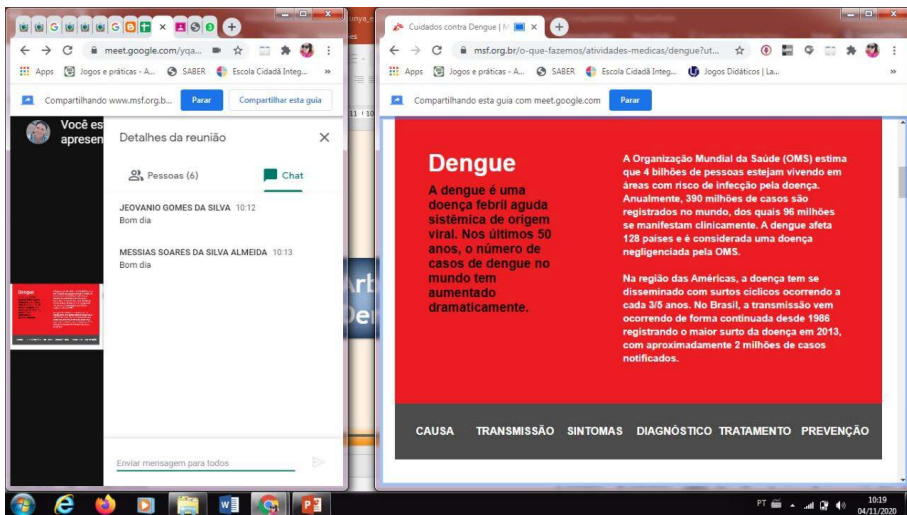 meet.google.com/yqa...
Apps
Jogos e práticas - A...
SABER
Escola Cidadã Integ...
»
Compartilhando www.msf.org.b...
Parar
Compartilhar esta guia
Você es
apresen
Detalhes da reunião
Pessoas (6)
Chat
JEOVANIO GOMES DA SILVA 10:12
Bom dia
MESSIAS SOARES DA SILVA ALMEIDA 10:13
Bom dia
Enviar mensagem para todos
unya_e
11 · 10
Arb
Der
Cuidados contra Dengue | M
msf.org.br/o-que-fazemos/atividades-medicas/dengue?ut...
Apps
Jogos e práticas - A...
SABER
Escola Cidadã Integ...
Jogos Didáticos | La...
»
Compartilhando esta guia com meet.google.com
Parar
Dengue
A dengue é uma
doença febril aguda
sistêmica de origem
viral. Nos últimos 50
anos, o número de
casos de dengue no
mundo tem
aumentado
dramaticamente.
A Organização Mundial da Saúde (OMS) estima
que 4 bilhões de pessoas estejam vivendo em
áreas com risco de infecção pela doença.
Anualmente, 390 milhões de casos são
registrados no mundo, dos quais 96 milhões
se manifestam clinicamente. A dengue afeta
128 países e é considerada uma doença
negligenciada pela OMS.
Na região das Américas, a doença tem se
disseminado com surtos cíclicos ocorrendo a
cada 3/5 anos. No Brasil, a transmissão vem
ocorrendo de forma continuada desde 1986
registrando o maior surto da doença em 2013,
com aproximadamente 2 milhões de casos
notificados.
CAUSA TRANSMISSÃO SINTOMAS DIAGNÓSTICO TRATAMENTO PREVENÇÃO
PT
10:19
04/11/2020